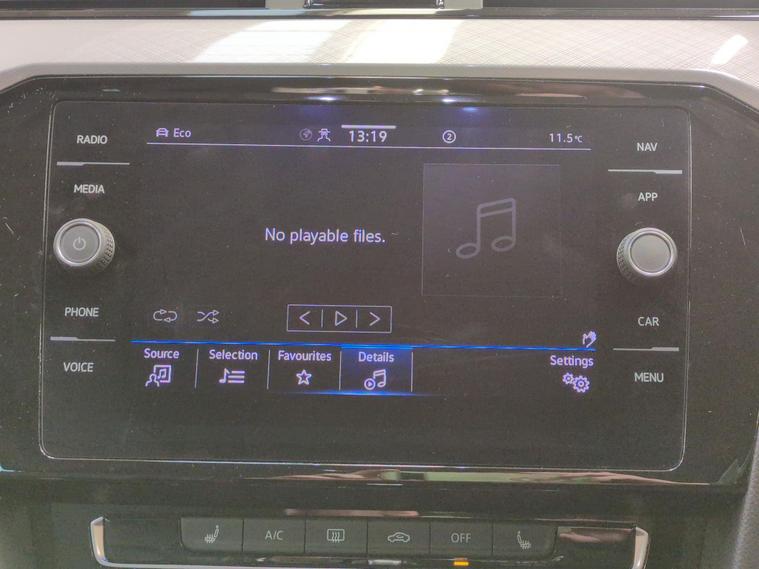 RADIO
MEDIA
PHONE
VOICE
Eco
13:19
2
11.5°C
No playable files.
Source
Selection
Favourites
Details
Settings
NAV
APP
CAR
MENU
A/C
OFF